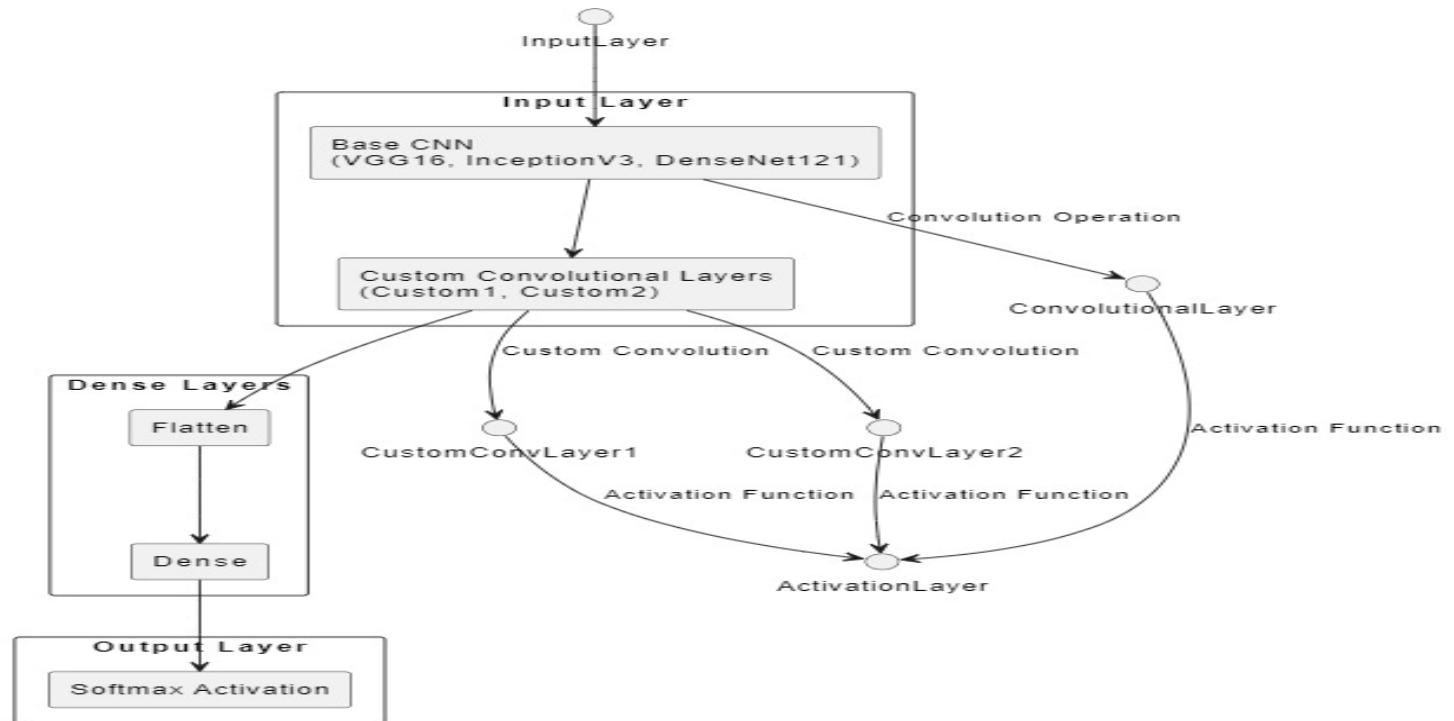 InputLayer
Input Layer
Base CNN
(VGG16, InceptionV3, DenseNet121)
Convolution Operation
Custom Convolutional Layers
(Custom1, Custom2)
ConvolutionalLayer
Custom Convolution
Custom Convolution
Dense Layers
Flatten
CustomConvLayer1
CustomConvLayer2
Activation Function
Activation Function
Activation Function
Dense
ActivationLayer
Output Layer
Softmax Activation